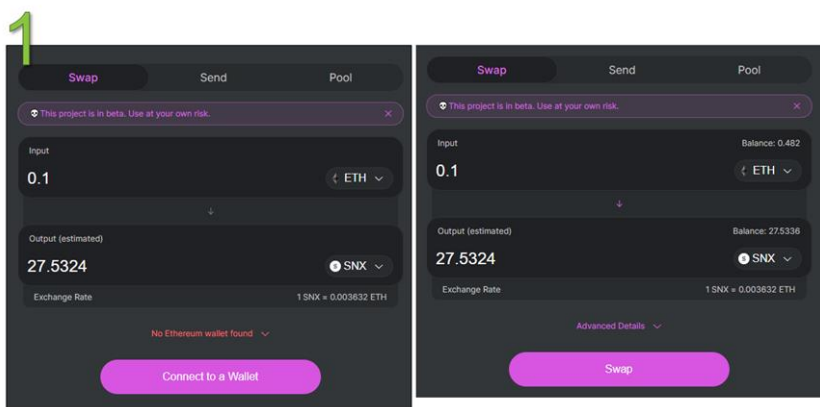 1
Swap Send Pool
💀 This project is in beta. Use at your own risk. ×
Input
0.1 ETH
Output (estimated)
27.5324 SNX
Exchange Rate 1 SNX = 0.003632 ETH
No Ethereum wallet found
Connect to a Wallet
Swap Send Pool
💀 This project is in beta. Use at your own risk. ×
Input Balance: 0.482
0.1 ETH
Output (estimated) Balance: 27.5336
27.5324 SNX
Exchange Rate 1 SNX = 0.003632 ETH
Advanced Details
Swap